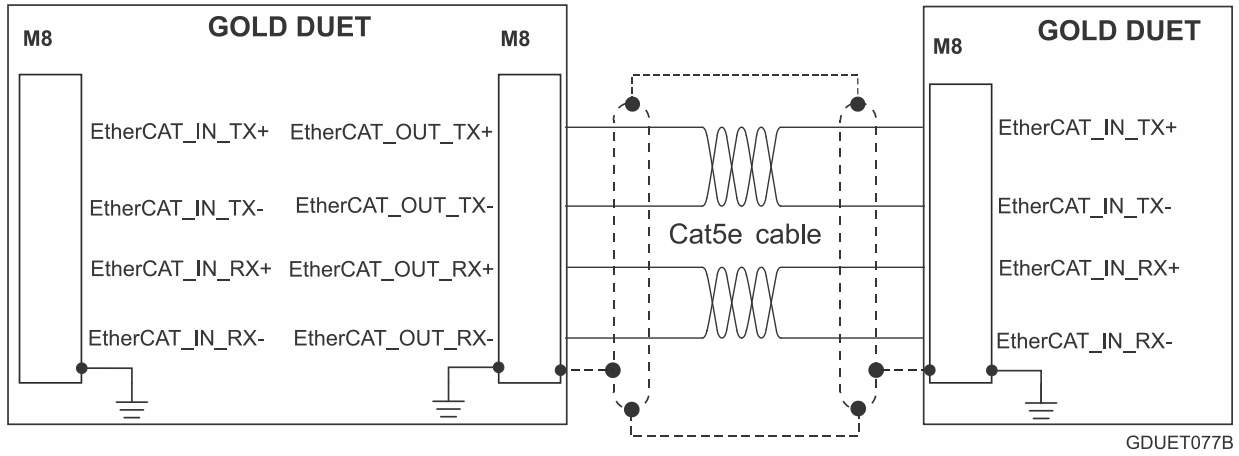 GOLD DUET
M8
M8
EtherCAT_IN_TX+
EtherCAT_OUT_TX+
EtherCAT_IN_TX-
EtherCAT_OUT_TX-
EtherCAT_IN_RX+
EtherCAT_OUT_RX+
EtherCAT_IN_RX-
EtherCAT_OUT_RX-
Cat5e cable
GOLD DUET
M8
EtherCAT_IN_TX+
EtherCAT_IN_TX-
EtherCAT_IN_RX+
EtherCAT_IN_RX-
GDUET077B